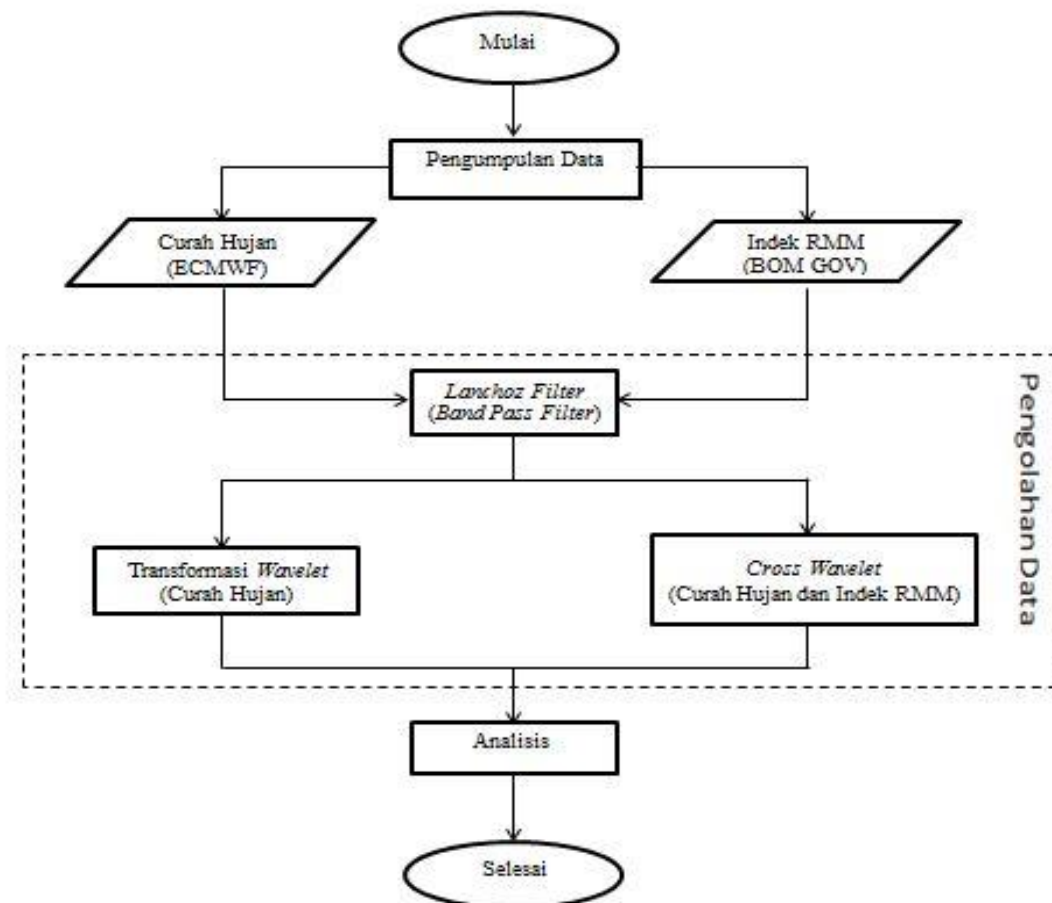 Mulai
Pengumpulan Data
Curah Hujan
(ECMWF)
Indek RMM
(BOM GOV)
Lanchoz Filter
(Band Pass Filter)
Pengolahan Data
Transformasi Wavelet
(Curah Hujan)
Cross Wavelet
(Curah Hujan dan Indek RMM)
Analisis
Selesai